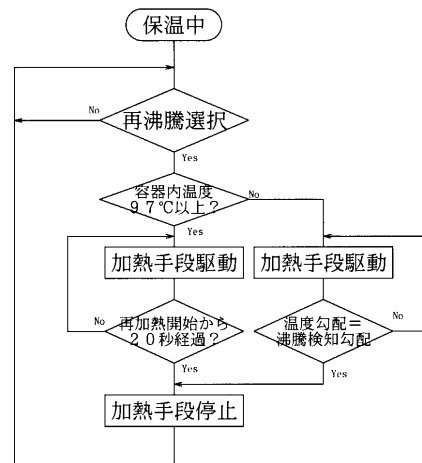 保温中
No
再沸騰選択
Yes
容器内温度
97℃以上?
No
Yes
加熱手段駆動
加熱手段駆動
No
再加熱開始から
20秒経過?
温度勾配=
沸騰検知勾配
No
Yes
Yes
加熱手段停止